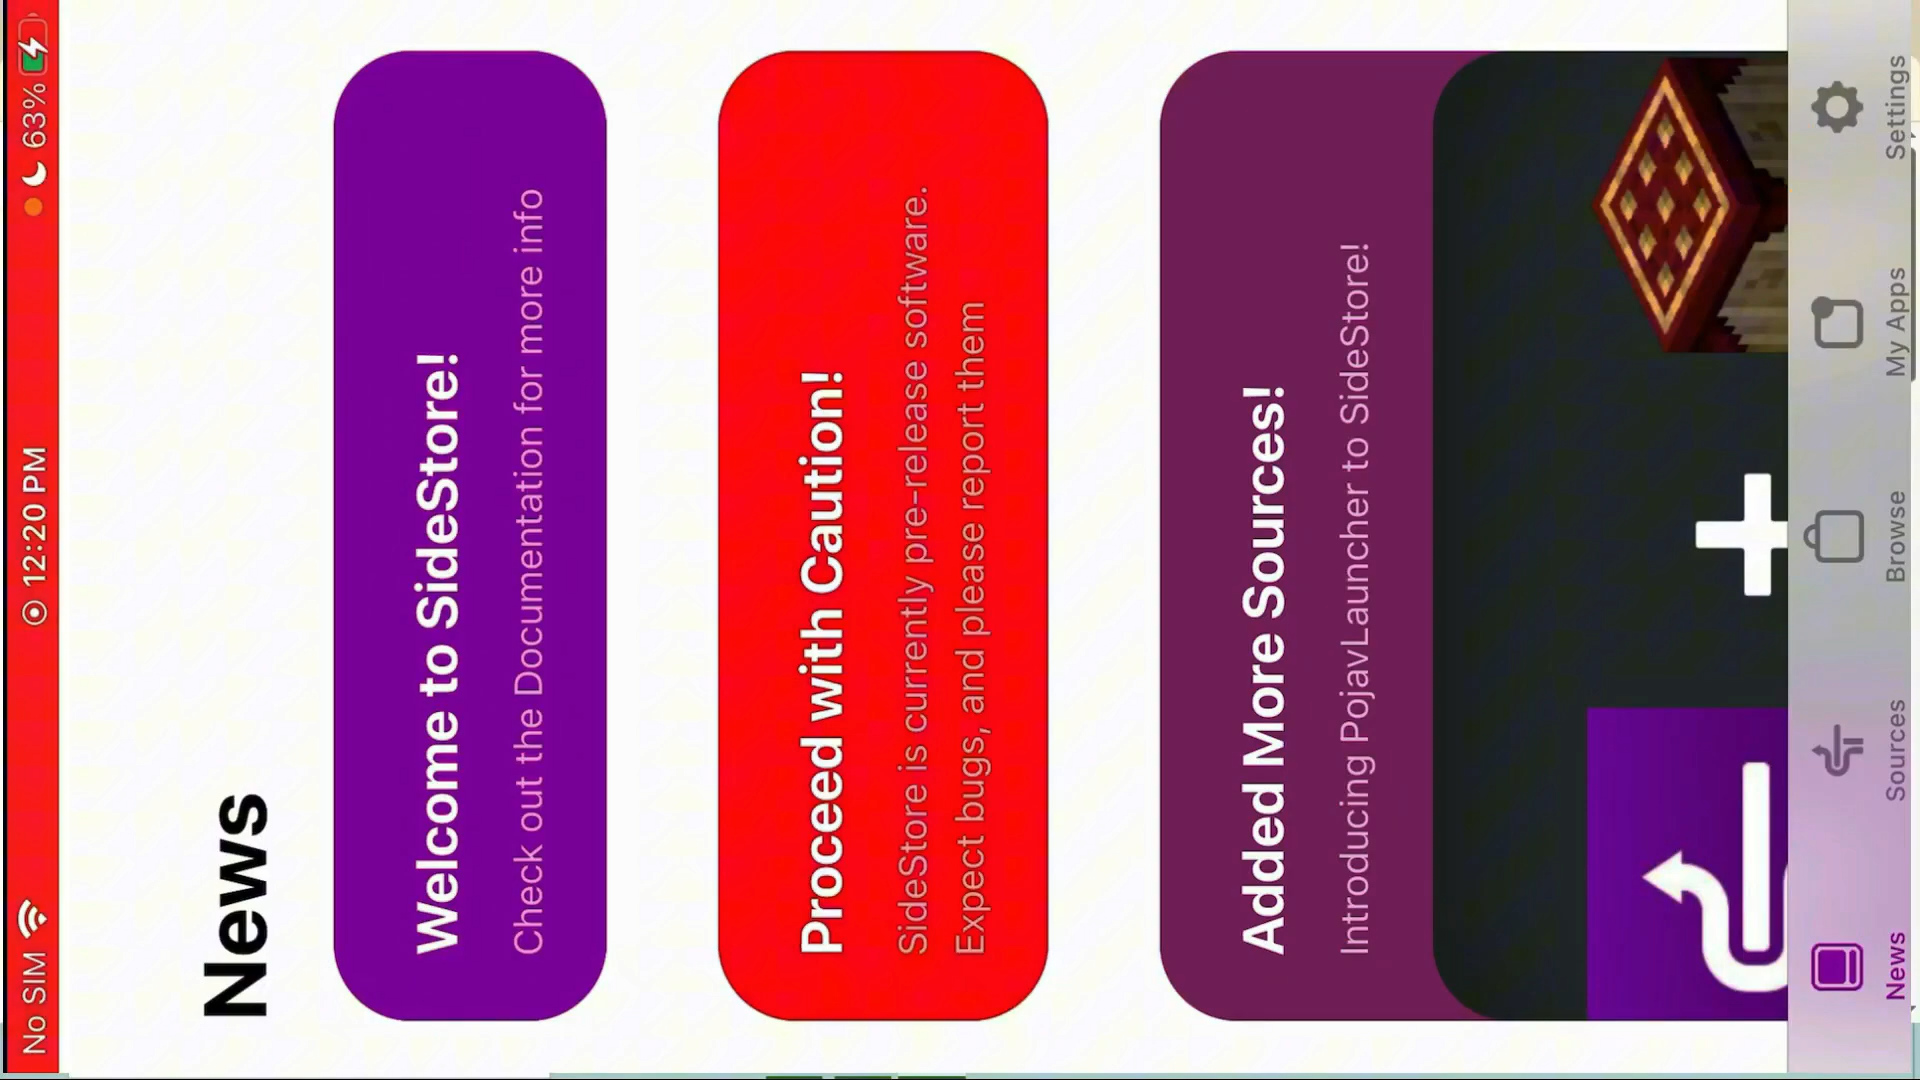 No SIM 12:20 PM 63%
News
Welcome to SideStore!
Check out the Documentation for more info
Proceed with Caution!
SideStore is currently pre-release software.
Expect bugs, and please report them
Added More Sources!
Introducing PojavLauncher to SideStore!
News Sources Browse My Apps Settings